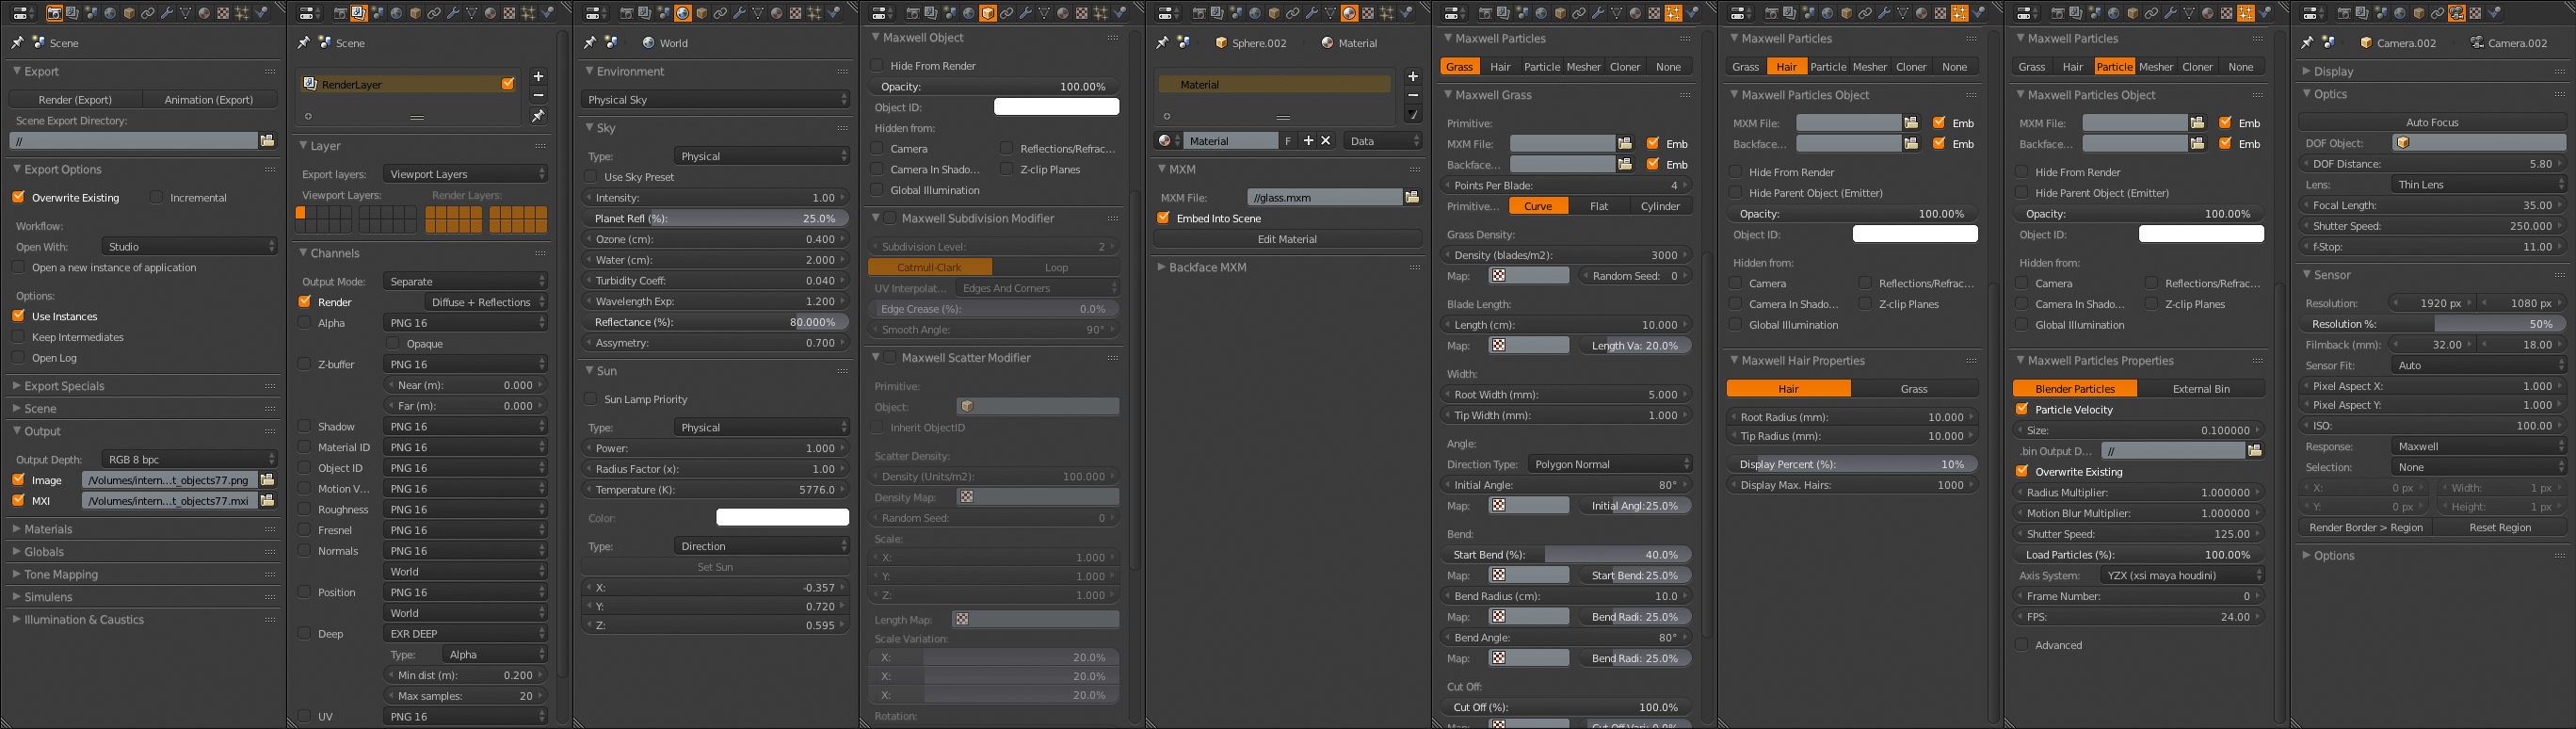 Scene
Export
Render (Export)
Animation (Export)
Scene Export Directory:
//
Export Options
Overwrite Existing
Incremental
Workflow:
Open With:
Studio
Open a new instance of application
Options:
Use Instances
Keep Intermediates
Open Log
Export Specials
Scene
Output
Output Depth:
RGB 8 bpc
Image
/Volumes/intern...t_objects77.png
MXI
/Volumes/intern...t_objects77.mxi
Materials
Globals
Tone Mapping
Simulens
Illumination & Caustics
Scene
RenderLayer
Layer
Export layers:
Viewport Layers
Viewport Layers:
Render Layers:
Channels
Output Mode:
Separate
Render
Diffuse + Reflections
Alpha
PNG 16
Opaque
Z-buffer
PNG 16
Near (m): 0.000
Far (m): 0.000
Shadow
PNG 16
Material ID
PNG 16
Object ID
PNG 16
Motion V...
PNG 16
Roughness
PNG 16
Fresnel
PNG 16
Normals
PNG 16
World
Position
PNG 16
World
Deep
EXR DEEP
Type:
Alpha
Min dist (m): 0.200
Max samples: 20
UV
PNG 16
World
Environment
Physical Sky
Sky
Type:
Physical
Use Sky Preset
Intensity: 1.00
Planet Refl (%): 25.0%
Ozone (cm): 0.400
Water (cm): 2.000
Turbidity Coeff: 0.040
Wavelength Exp: 1.200
Reflectance (%): 80.000%
Assymetry: 0.700
Sun
Sun Lamp Priority
Type:
Physical
Power: 1.000
Radius Factor (x): 1.00
Temperature (K): 5776.0
Color:
Type:
Direction
Set Sun
X: -0.357
Y: 0.720
Z: 0.595
Maxwell Object
Hide From Render
Opacity: 100.00%
Object ID:
Hidden from:
Camera
Reflections/Refrac...
Camera In Shado...
Z-clip Planes
Global Illumination
Maxwell Subdivision Modifier
Subdivision Level: 2
Catmull-Clark
Loop
UV Interpolat...
Edges And Corners
Edge Crease (%): 0.0%
Smooth Angle: 90°
Maxwell Scatter Modifier
Primitive:
Object:
Inherit ObjectID
Scatter Density:
Density (Units/m2): 100.000
Density Map:
Random Seed: 0
Scale:
X: 1.000
Y: 1.000
Z: 1.000
Length Map:
Scale Variation:
X: 20.0%
X: 20.0%
X: 20.0%
Rotation:
Sphere.002
Material
Material
Material
F
Data
MXM
MXM File:
//glass.mxm
Embed Into Scene
Edit Material
Backface MXM
Maxwell Particles
Grass
Hair
Particle
Mesher
Cloner
None
Maxwell Grass
Primitive:
MXM File:
Emb
Backface...
Emb
Points Per Blade: 4
Primitive...
Curve
Flat
Cylinder
Grass Density:
Density (blades/m2): 3000
Map:
Random Seed: 0
Blade Length:
Length (cm): 10.000
Map:
Length Va: 20.0%
Width:
Root Width (mm): 5.000
Tip Width (mm): 1.000
Angle:
Direction Type:
Polygon Normal
Initial Angle: 80°
Map:
Initial Angl: 25.0%
Bend:
Start Bend (%): 40.0%
Map:
Start Bend: 25.0%
Bend Radius (cm): 10.0
Map:
Bend Radi: 25.0%
Bend Angle: 80°
Map:
Bend Radi: 25.0%
Cut Off:
Cut Off (%): 100.0%
Maxwell Particles
Grass
Hair
Particle
Mesher
Cloner
None
Maxwell Particles Object
MXM File:
Emb
Backface...
Emb
Hide From Render
Hide Parent Object (Emitter)
Opacity: 100.00%
Object ID:
Hidden from:
Camera
Reflections/Refrac...
Camera In Shado...
Z-clip Planes
Global Illumination
Maxwell Hair Properties
Hair
Grass
Root Radius (mm): 10.000
Tip Radius (mm): 10.000
Display Percent (%): 10%
Display Max. Hairs: 1000
Maxwell Particles
Grass
Hair
Particle
Mesher
Cloner
None
Maxwell Particles Object
MXM File:
Emb
Backface...
Emb
Hide From Render
Hide Parent Object (Emitter)
Opacity: 100.00%
Object ID:
Hidden from:
Camera
Reflections/Refrac...
Camera In Shado...
Z-clip Planes
Global Illumination
Maxwell Particles Properties
Blender Particles
External Bin
Particle Velocity
Size: 0.100000
.bin Output D...
//
Overwrite Existing
Radius Multiplier: 1.000000
Motion Blur Multiplier: 1.000000
Shutter Speed: 125.00
Load Particles (%): 100.00%
Axis System:
YZX (xsi maya houdini)
Frame Number: 0
FPS: 24.00
Advanced
Camera.002
Camera.002
Display
Optics
Auto Focus
DOF Object:
DOF Distance: 5.80
Lens:
Thin Lens
Focal Length: 35.00
Shutter Speed: 250.000
f-Stop: 11.00
Sensor
Resolution:
1920 px
1080 px
Resolution %: 50%
Filmback (mm):
32.00
18.00
Sensor Fit:
Auto
Pixel Aspect X: 1.000
Pixel Aspect Y: 1.000
ISO: 100.00
Response:
Maxwell
Selection:
None
X: 0 px
Width: 1 px
Y: 0 px
Height: 1 px
Render Border > Region
Reset Region
Options